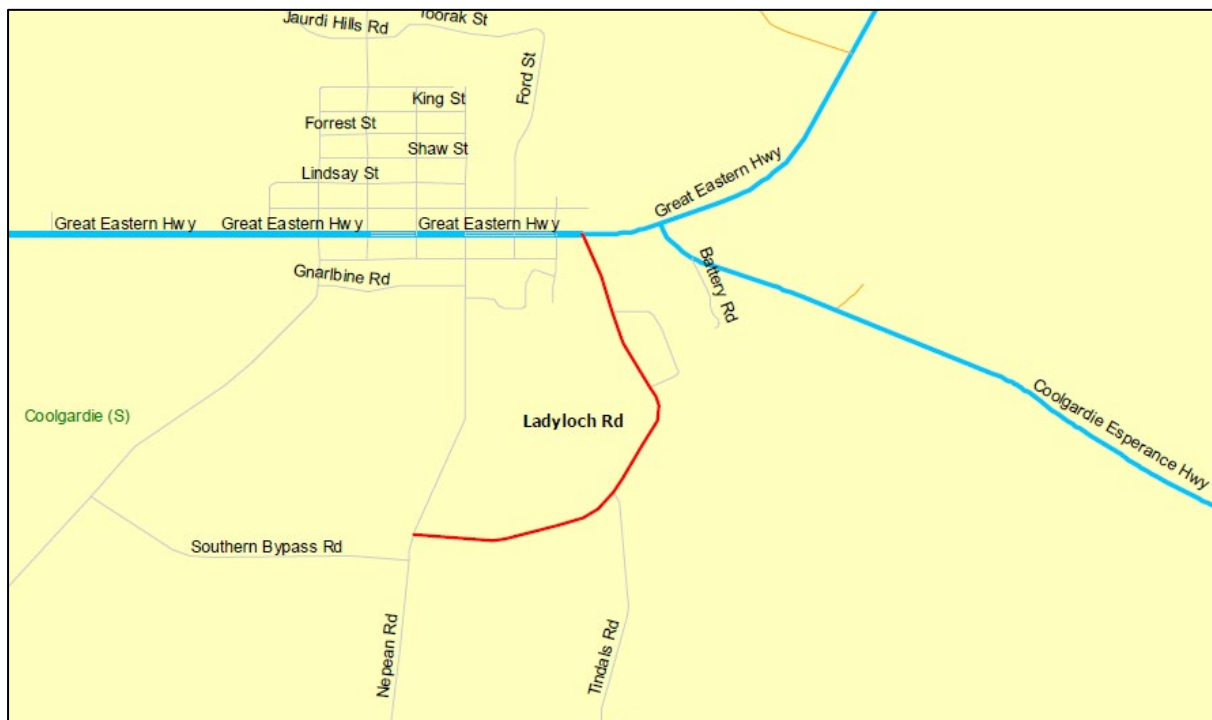 Jaurdi Hills Rd
Toorak St
Ford St
King St
Forrest St
Shaw St
Lindsay St
Great Eastern Hwy
Great Eastern Hwy
Great Eastern Hwy
Great Eastern Hwy
Gnarlbine Rd
Battery Rd
Coolgardie (S)
Ladyloch Rd
Coolgardie Esperance Hwy
Southern Bypass Rd
Nepean Rd
Tindals Rd